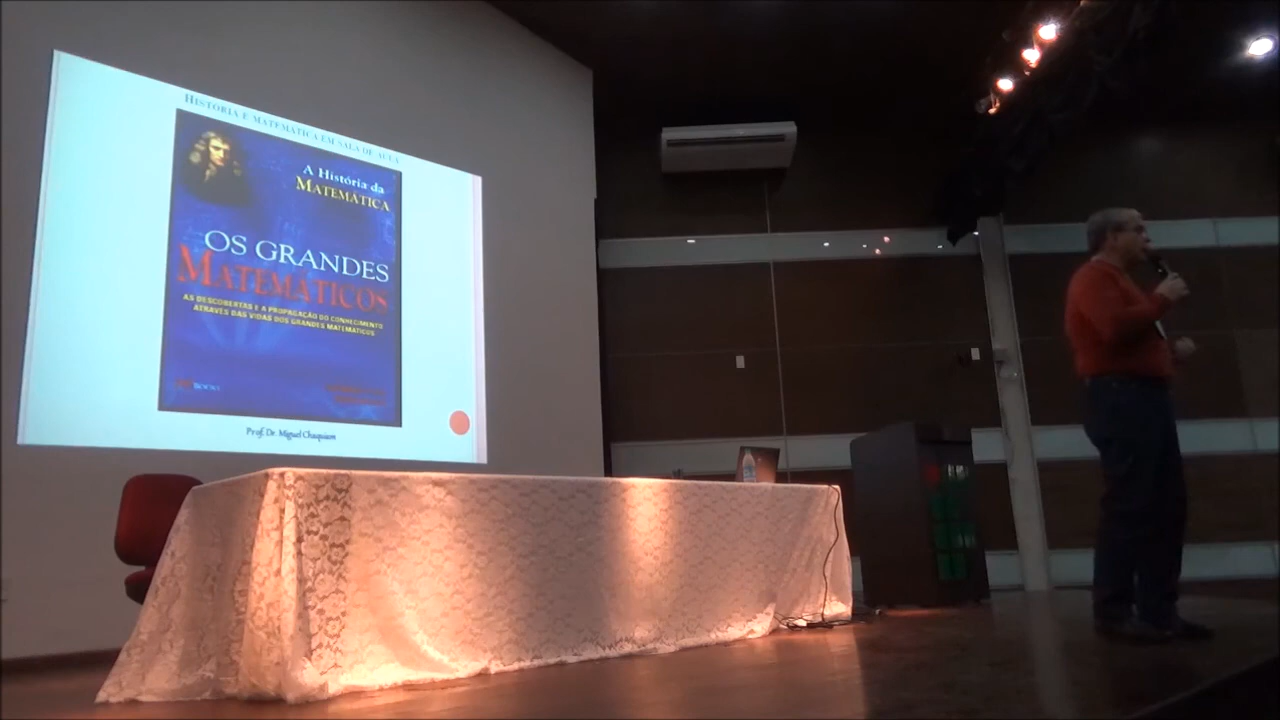 HISTÓRIA E MATEMÁTICA EM SALA DE AULA
A História da
MATEMÁTICA
OS GRANDES
MATEMÁTICOS
AS DESCOBERTAS E A PROPAGAÇÃO DO CONHECIMENTO
ATRAVÉS DAS VIDAS DOS GRANDES MATEMÁTICOS
BOOKS
Prof. Dr. Miguel Chaquiam